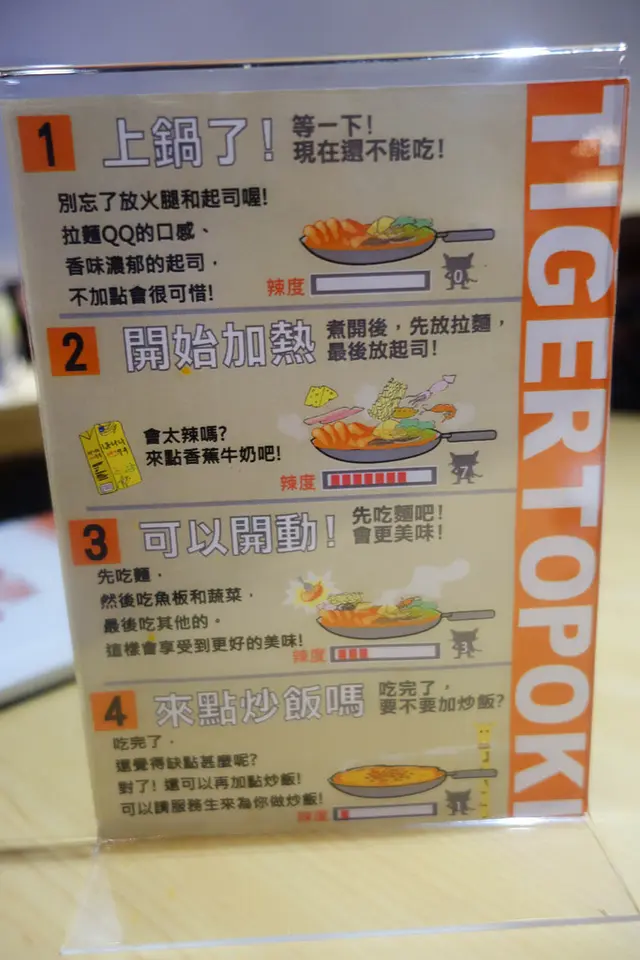 1
上鍋了!
等一下!
現在還不能吃!
別忘了放火腿和起司喔!
拉麵QQ的口感、
香味濃郁的起司，
不加點會很可惜!
辣度
0
2
開始加熱
煮開後，先放拉麵，
最後放起司!
會太辣嗎?
來點香蕉牛奶吧!
辣度
7
3
可以開動!
先吃麵吧!
會更美味!
先吃麵，
然後吃魚板和蔬菜，
最後吃其他的。
這樣會享受到更好的美味!
辣度
3
4
來點炒飯嗎
吃完了，
要不要加炒飯?
吃完了，
還覺得缺點甚麼呢?
對了! 還可以再加點炒飯!
可以請服務生來為你做炒飯!
辣度
1
TIGERTOPOKI